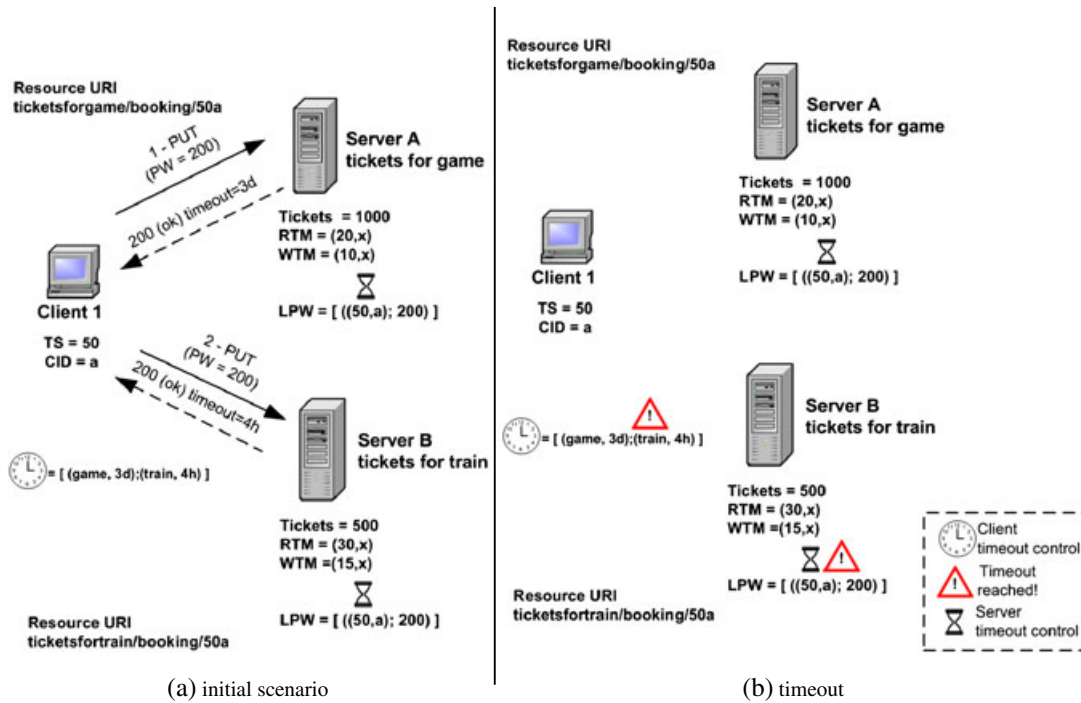 Resource URI
ticketsforgame/booking/50a
1 - PUT
(PW = 200)
200 (ok) timeout=3d
Server A
tickets for game
Tickets = 1000
RTM = (20,x)
WTM = (10,x)
LPW = [ ((50,a); 200) ]
Client 1
TS = 50
CID = a
2 - PUT
(PW = 200)
200 (ok) timeout=4h
Server B
tickets for train
= [ (game, 3d);(train, 4h) ]
Tickets = 500
RTM = (30,x)
WTM =(15,x)
LPW = [ ((50,a); 200) ]
Resource URI
ticketsfortrain/booking/50a
(a) initial scenario
Resource URI
ticketsforgame/booking/50a
Server A
tickets for game
Tickets = 1000
RTM = (20,x)
WTM = (10,x)
LPW = [ ((50,a); 200) ]
Client 1
TS = 50
CID = a
!
= [ (game, 3d);(train, 4h) ]
Server B
tickets for train
Tickets = 500
RTM = (30,x)
WTM =(15,x)
!
LPW = [ ((50,a); 200) ]
Resource URI
ticketsfortrain/booking/50a
Client
timeout control
!
Timeout
reached!
Server
timeout control
(b) timeout